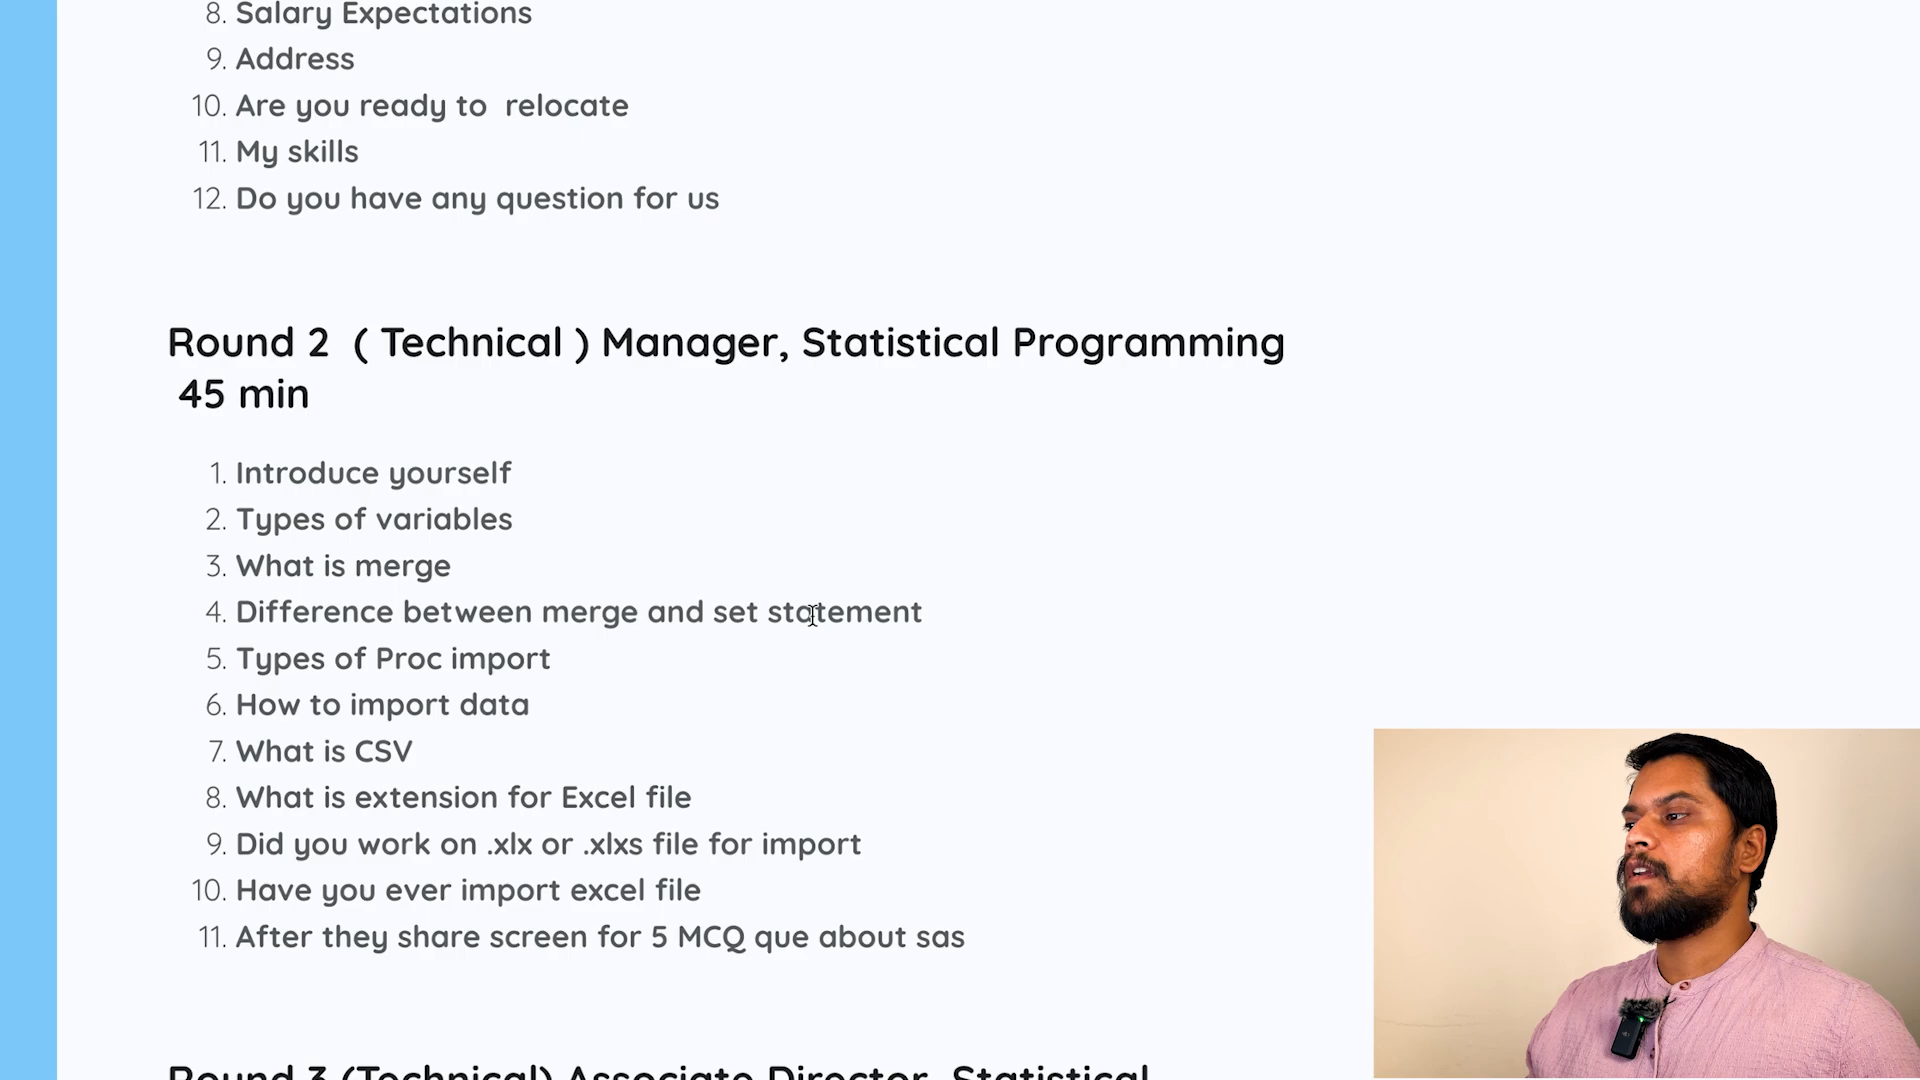 8. Salary Expectations
9. Address
10. Are you ready to relocate
11. My skills
12. Do you have any question for us
Round 2 ( Technical ) Manager, Statistical Programming
45 min
1. Introduce yourself
2. Types of variables
3. What is merge
4. Difference between merge and set statement
5. Types of Proc import
6. How to import data
7. What is CSV
8. What is extension for Excel file
9. Did you work on .xlx or .xlxs file for import
10. Have you ever import excel file
11. After they share screen for 5 MCQ que about sas
Round 3 (Technical) Associate Director, Statistical